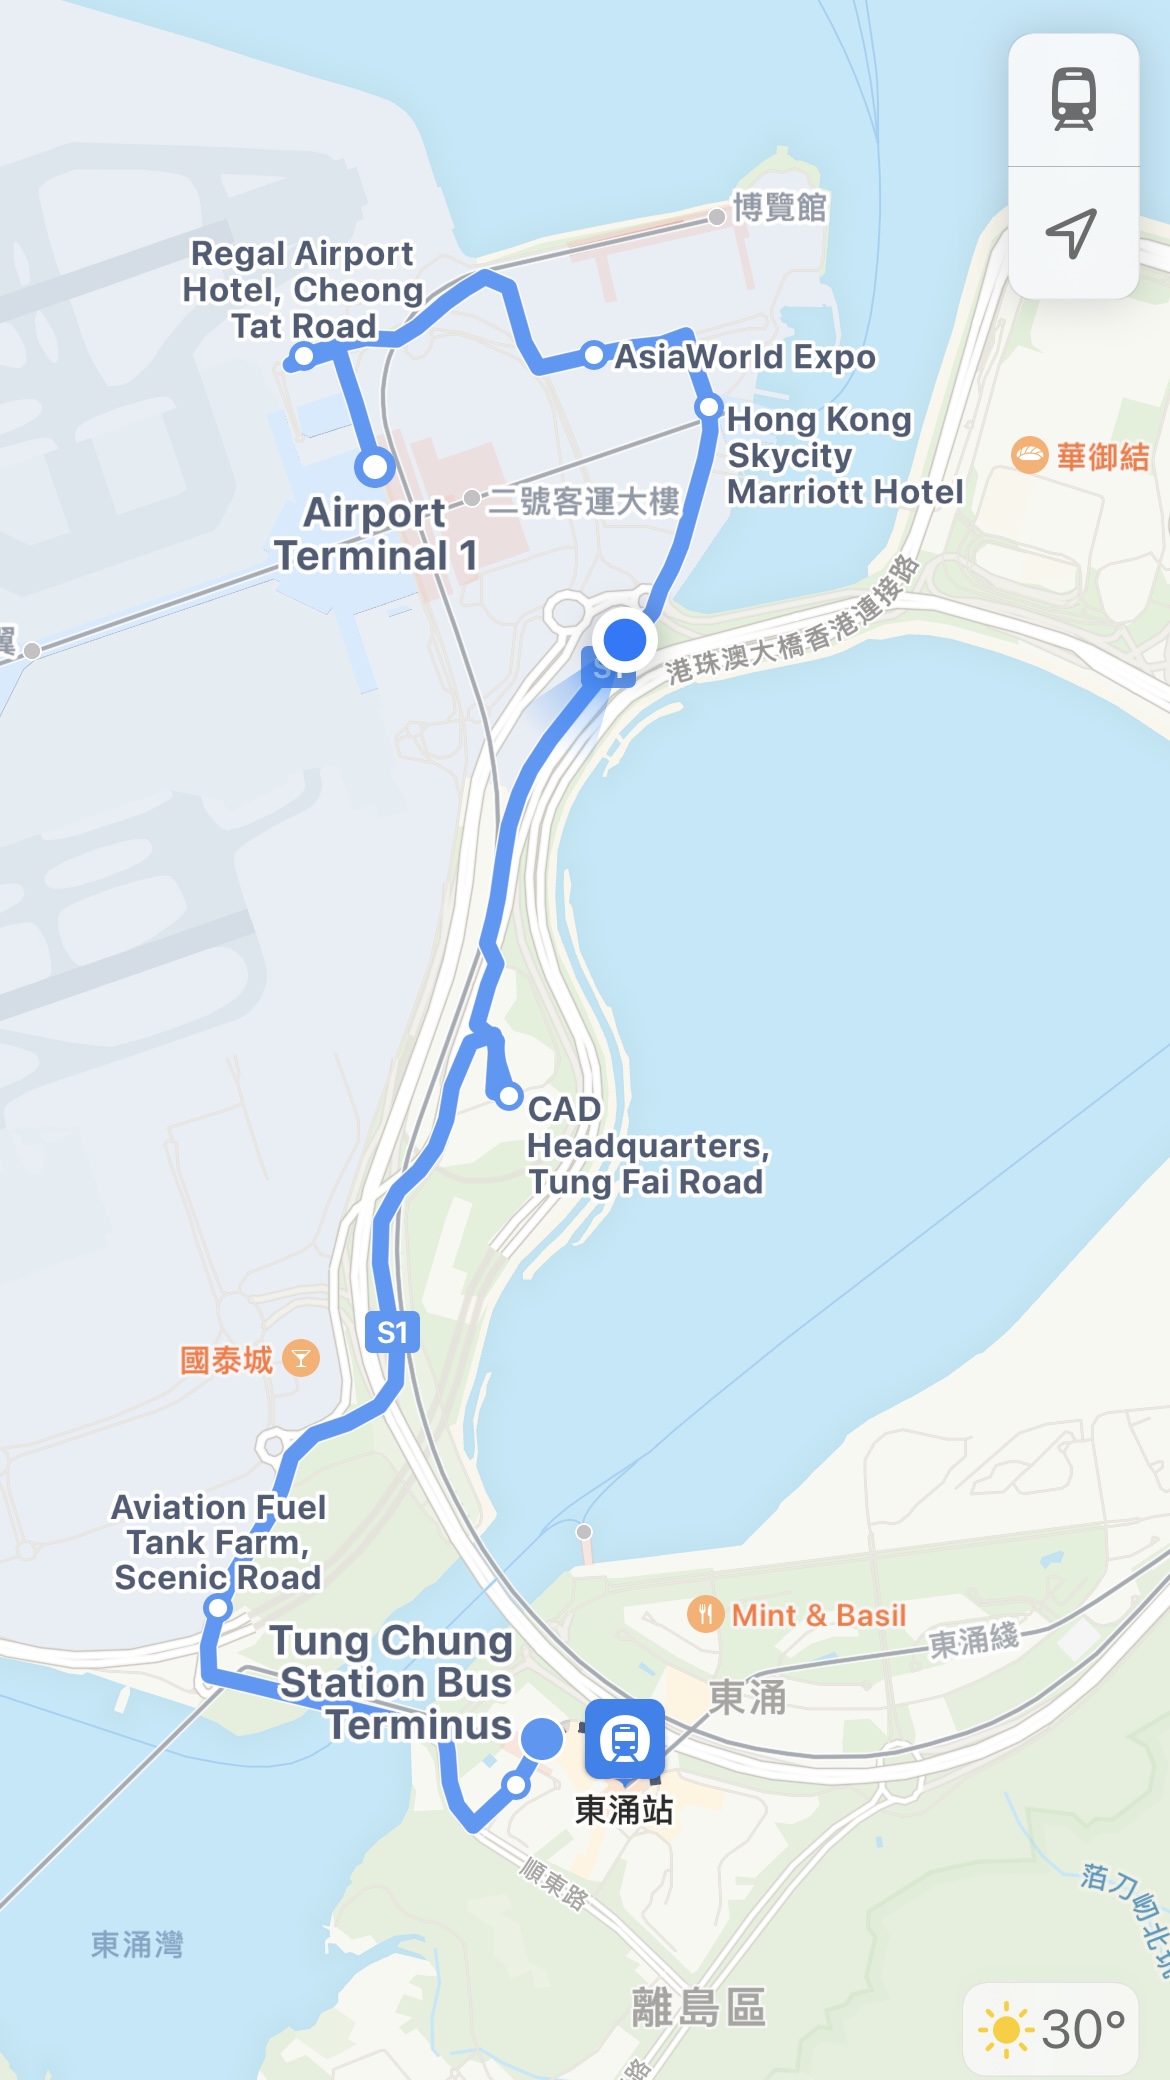 博覽館
Regal Airport
Hotel, Cheong
Tat Road
AsiaWorld Expo
Hong Kong
Skycity
Marriott Hotel
華御結
二號客運大樓
Airport
Terminal 1
翼
S1
港珠澳大橋香港連接路
CAD
Headquarters,
Tung Fai Road
S1
國泰城
Aviation Fuel
Tank Farm,
Scenic Road
Mint & Basil
東涌綫
Tung Chung
Station Bus
Terminus
東涌
東涌站
順東路
東涌灣
離島區
路
30°